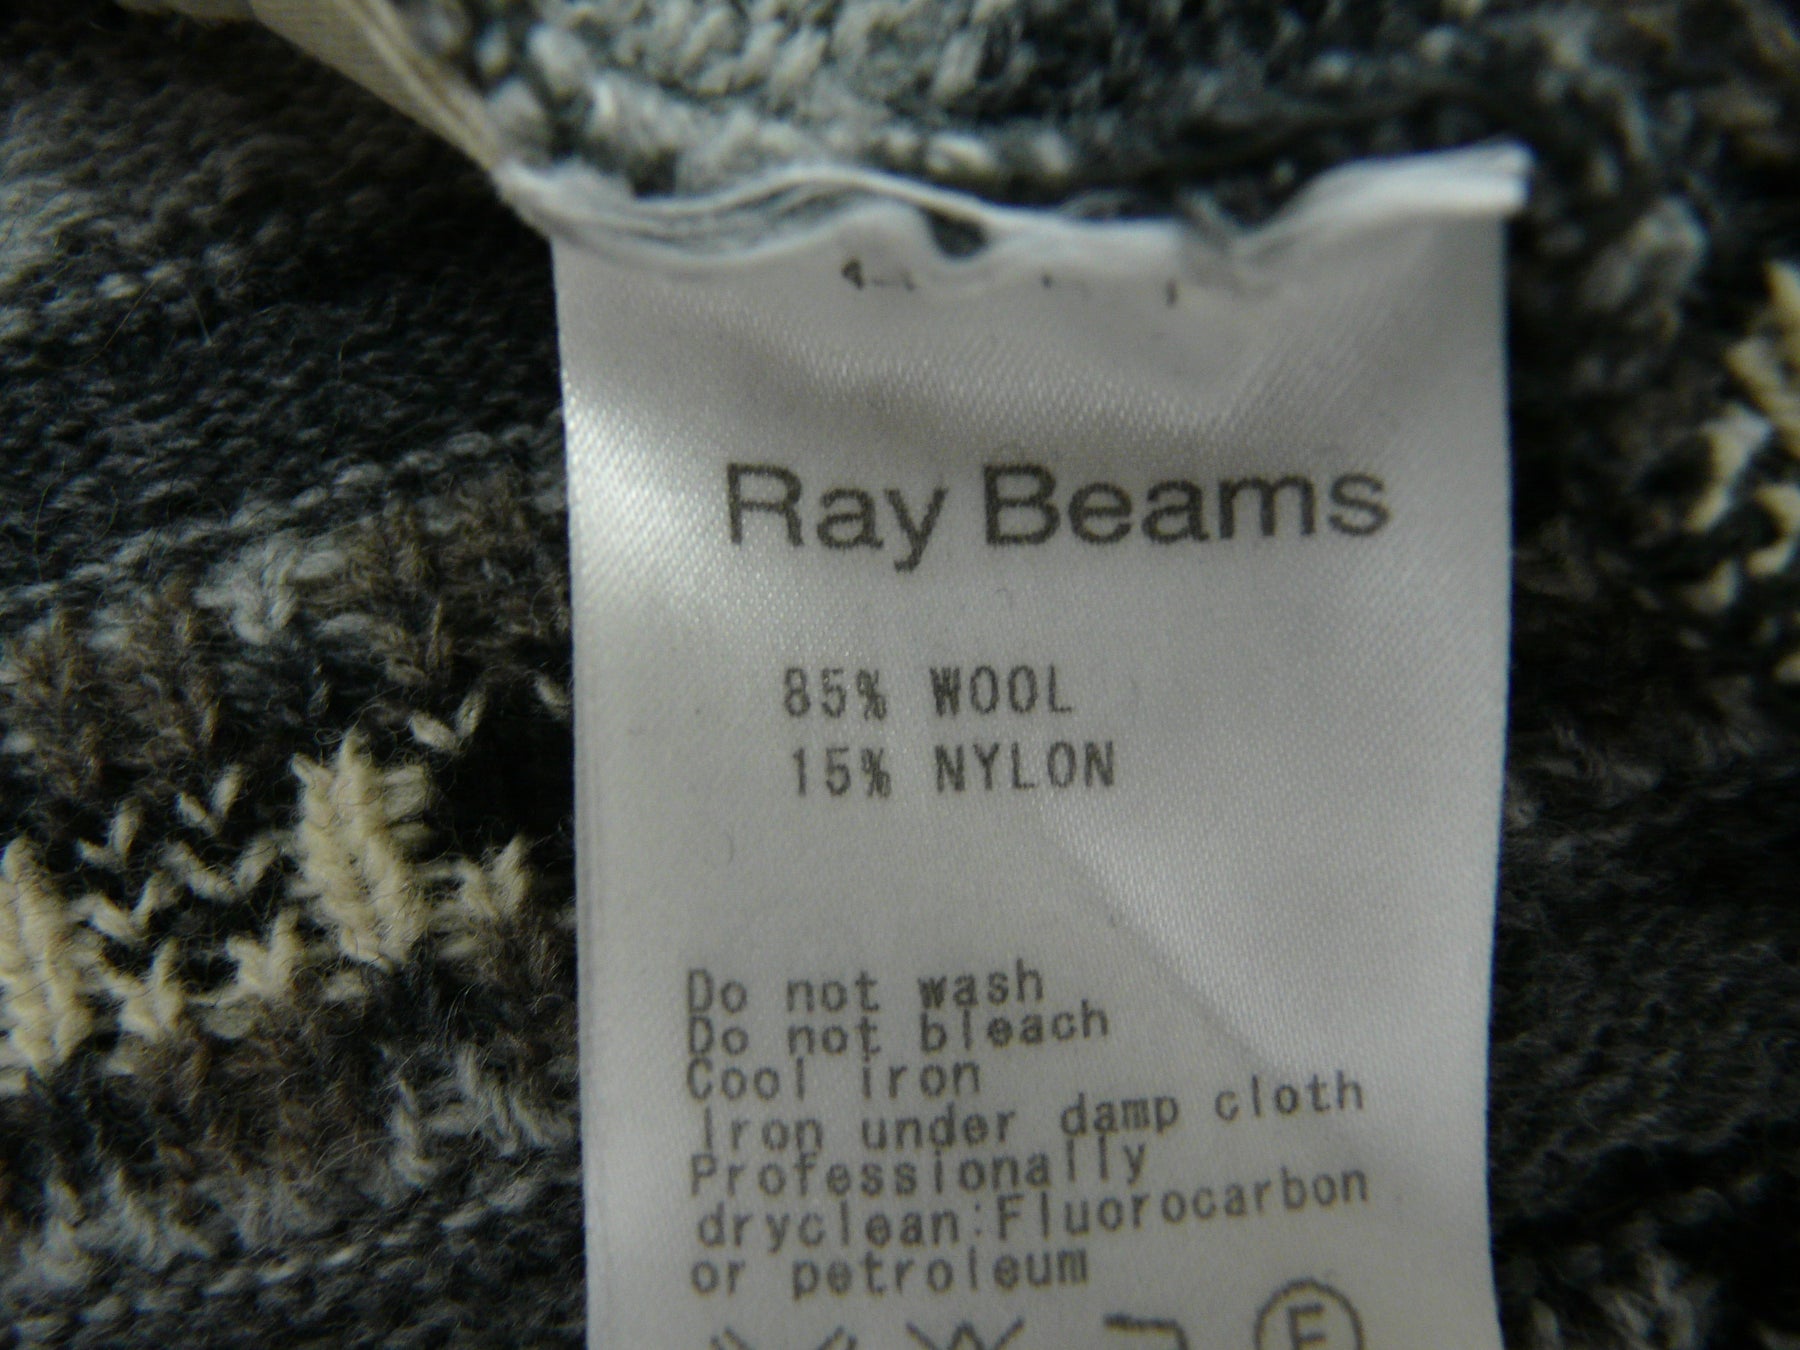 Ray Beams
85% WOOL
15% NYLON
Do not wash
Do not bleach
Cool iron
Iron under damp cloth
Professionally
dryclean:Fluorocarbon
or petroleum
F